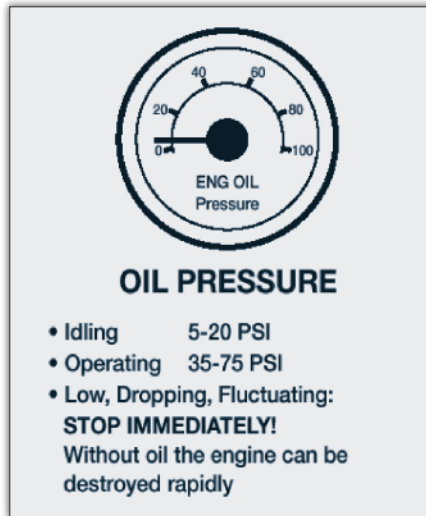 40 60
20 80
0 100
ENG OIL
Pressure
OIL PRESSURE
• Idling 5-20 PSI
• Operating 35-75 PSI
• Low, Dropping, Fluctuating:
STOP IMMEDIATELY!
Without oil the engine can be
destroyed rapidly